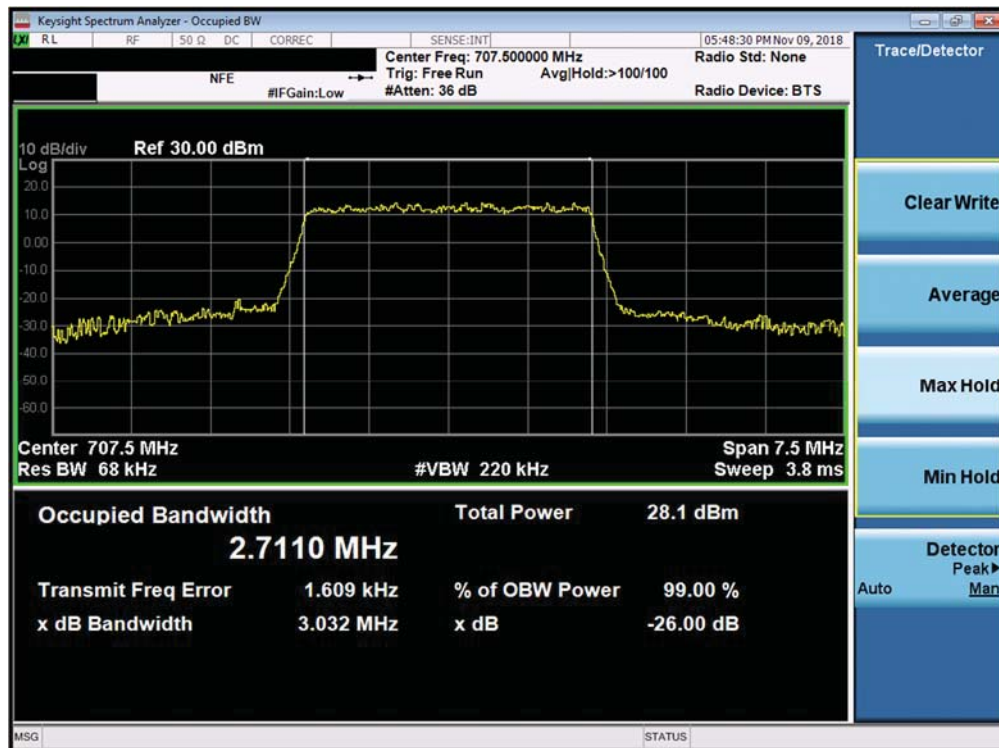 Keysight Spectrum Analyzer - Occupied BW
LXI RL RF 50 Ω DC CORREC SENSE:INT 05:48:30 PM Nov 09, 2018
Center Freq: 707.500000 MHz Radio Std: None
NFE Trig: Free Run Avg|Hold:>100/100
#IFGain:Low #Atten: 36 dB Radio Device: BTS
10 dB/div Ref 30.00 dBm
Log
20.0
10.0
0.00
-10.0
-20.0
-30.0
-40.0
-50.0
-60.0
Center 707.5 MHz Span 7.5 MHz
Res BW 68 kHz #VBW 220 kHz Sweep 3.8 ms
Occupied Bandwidth Total Power 28.1 dBm
2.7110 MHz
Transmit Freq Error 1.609 kHz % of OBW Power 99.00 %
x dB Bandwidth 3.032 MHz x dB -26.00 dB
MSG STATUS
Trace/Detector
Clear Write
Average
Max Hold
Min Hold
Detector
Peak▶
Auto Man